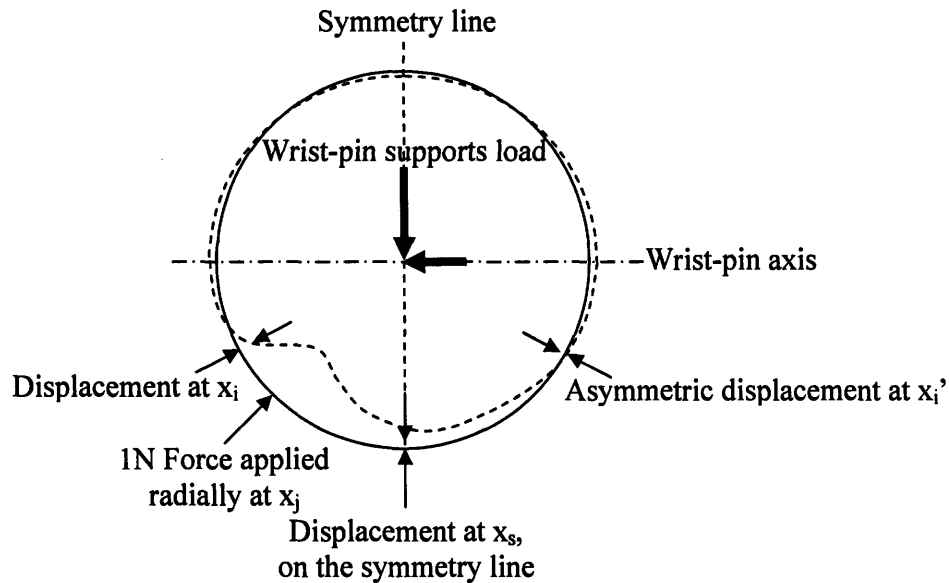 Symmetry line
Wrist-pin supports load
Wrist-pin axis
Displacement at xi
Asymmetric displacement at xi’
1N Force applied
radially at xj
Displacement at xs,
on the symmetry line